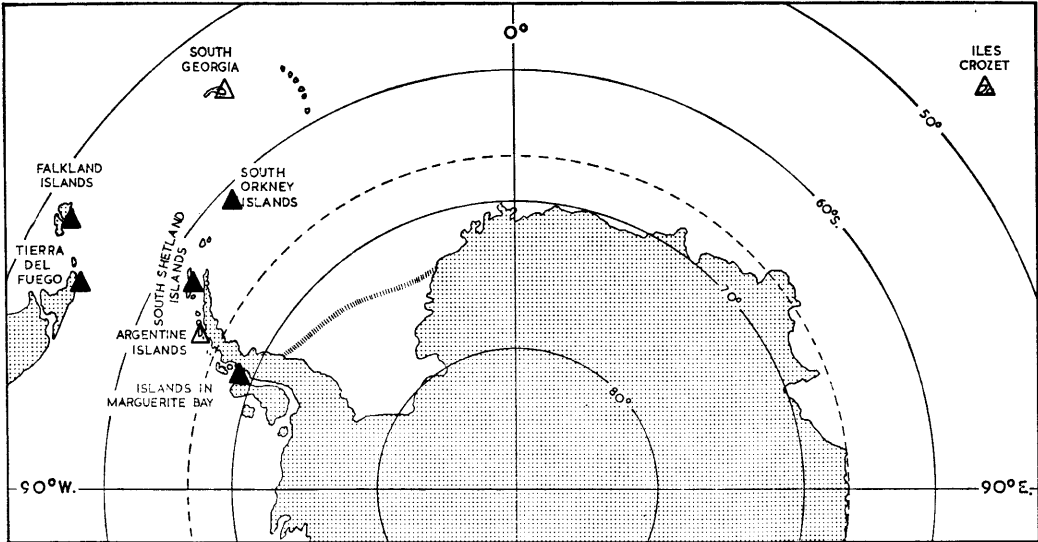 0°
SOUTH
GEORGIA
ILES
CROZET
50°
FALKLAND
ISLANDS
SOUTH
ORKNEY
ISLANDS
60°S.
TIERRA
DEL
FUEGO
SOUTH SHETLAND
ISLANDS
70°
ARGENTINE
ISLANDS
ISLANDS IN
MARGUERITE BAY
80°
90°W.
90°E.